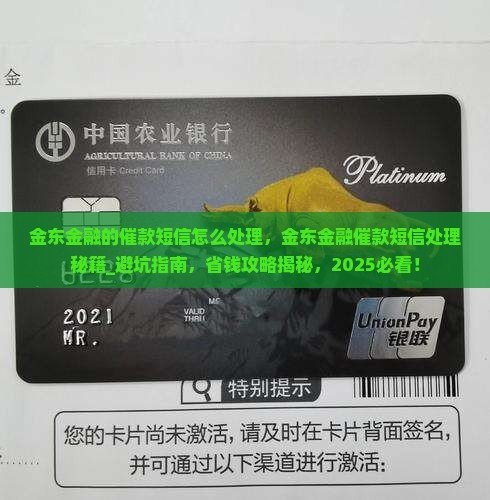 金
中国农业银行
AGRICULTURAL BANK OF CHINA
信用卡 Credit Card
Platinum
金东金融的催款短信怎么处理，金东金融催款短信处理
秘籍_避坑指南，省钱攻略揭秘，2025必看！
2021
VALID
THRU
MR.
UnionPay
银联
特别提示
您的卡片尚未激活，请及时在卡片背面签名，
并可通过以下渠道进行激活：